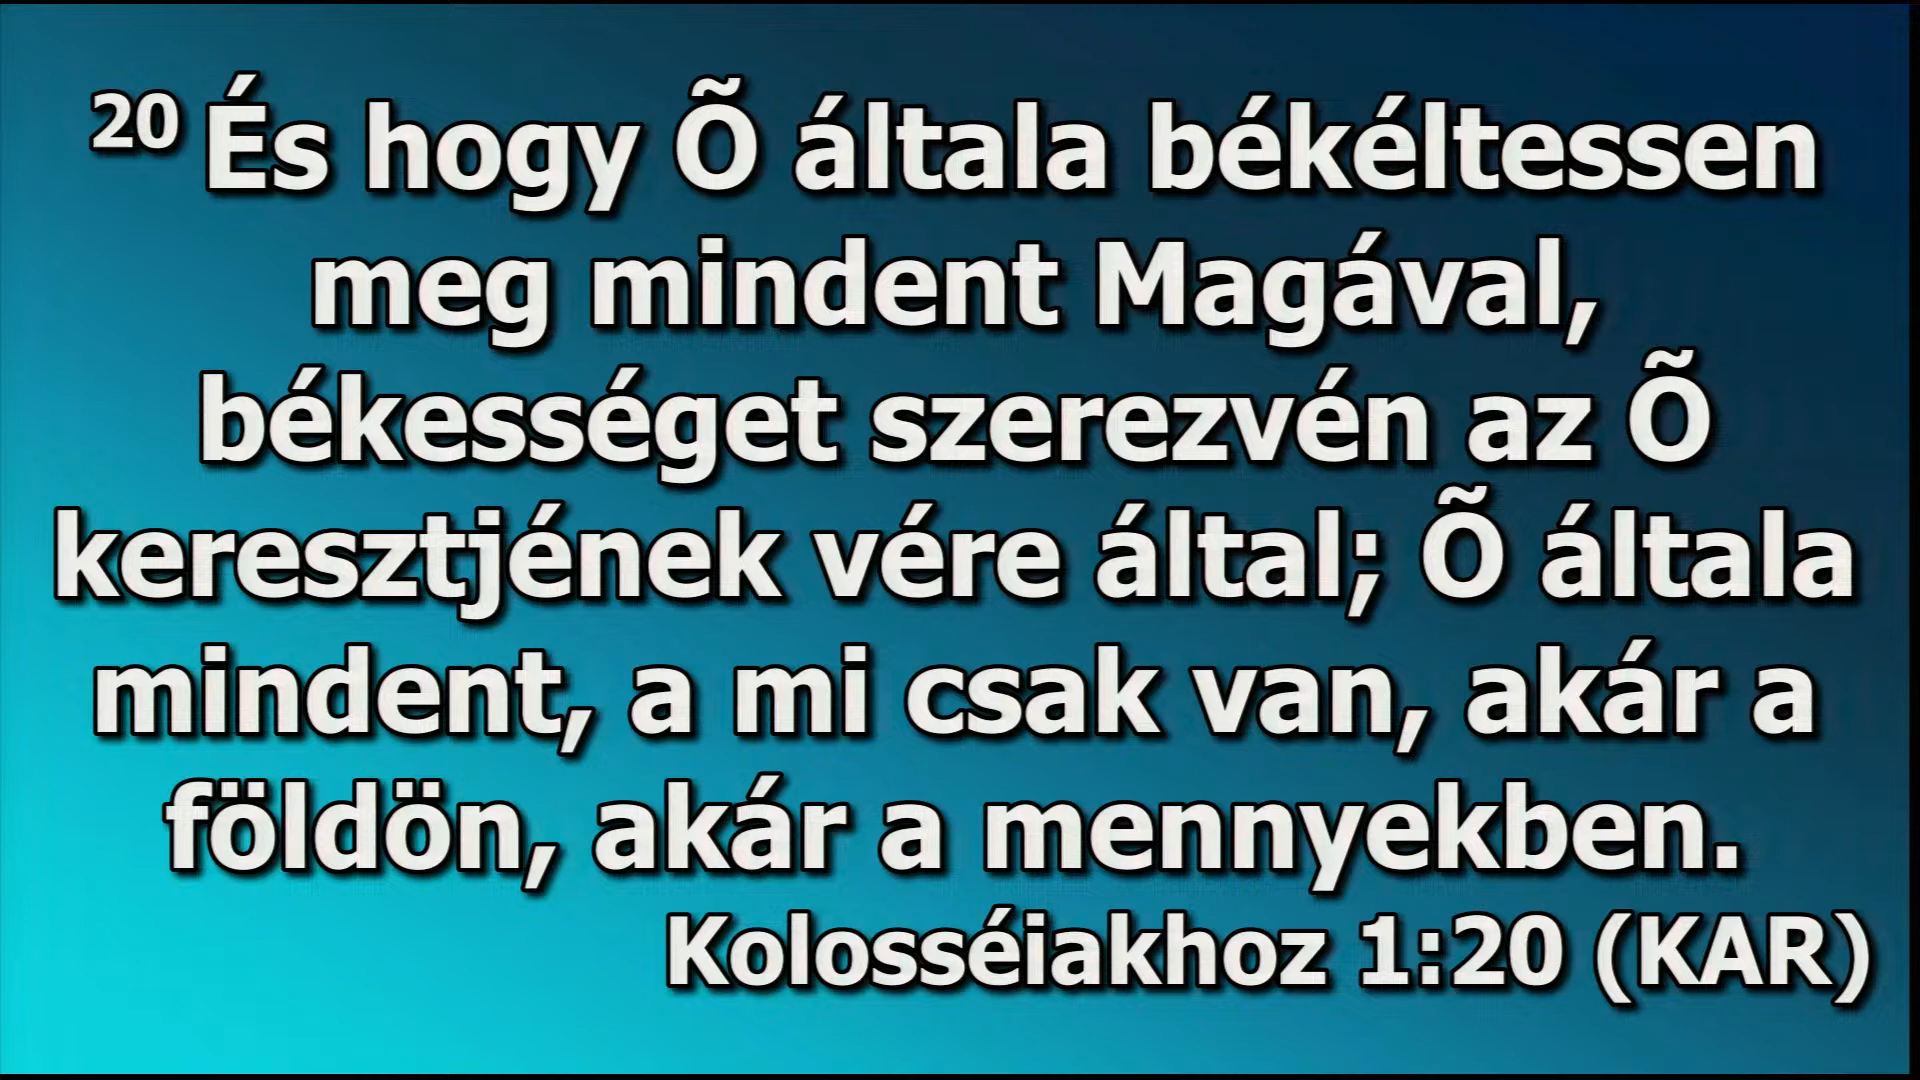 20 És hogy Õ általa békéltessen
meg mindent Magával,
békességet szerezvén az Õ
keresztjének vére által; Õ általa
mindent, a mi csak van, akár a
földön, akár a mennyekben.
Kolosséiakhoz 1:20 (KAR)